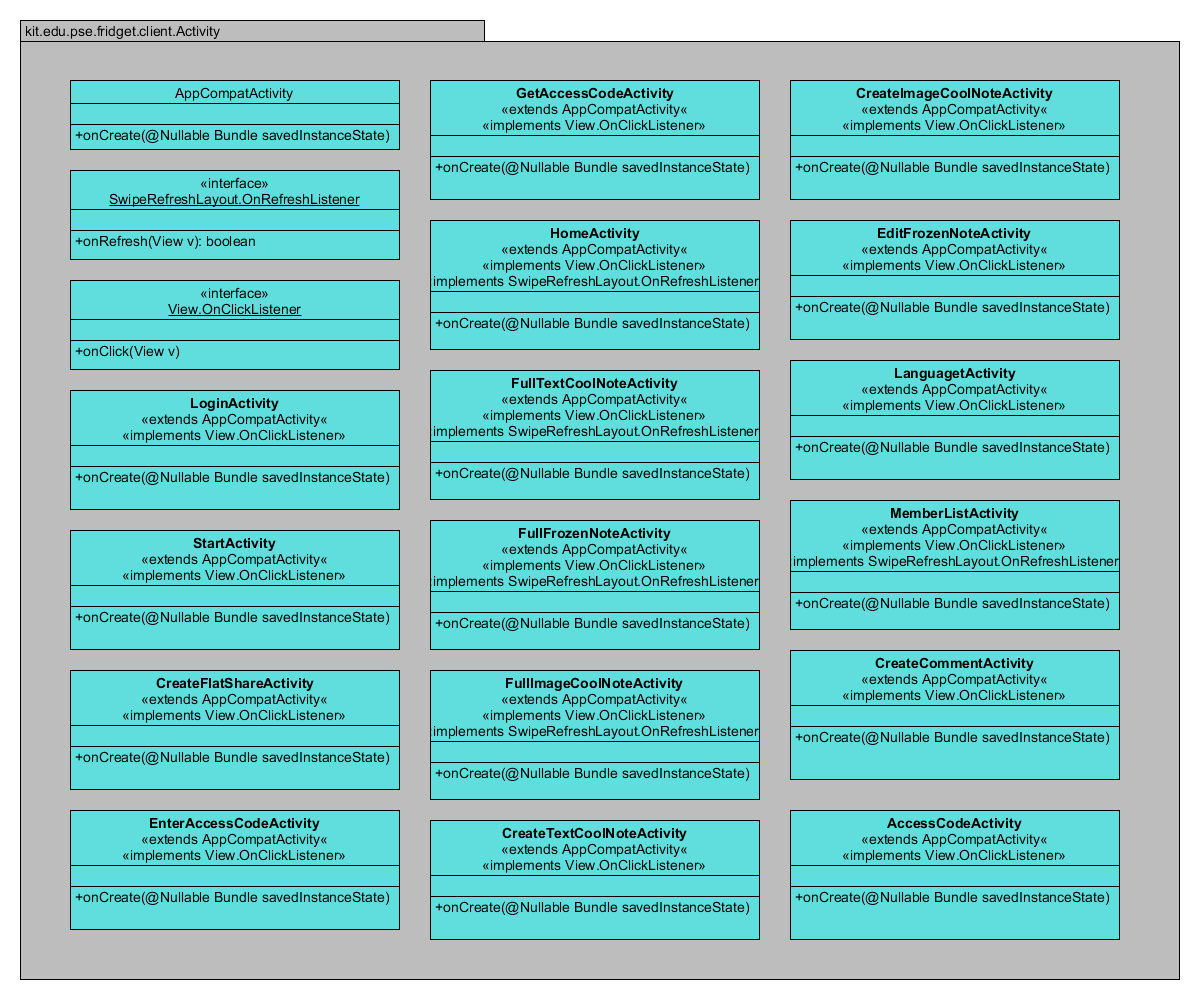 kit.edu.pse.fridget.client.Activity
AppCompatActivity
+onCreate(@Nullable Bundle savedInstanceState)
«interface»
SwipeRefreshLayout.OnRefreshListener
+onRefresh(View v): boolean
«interface»
View.OnClickListener
+onClick(View v)
LoginActivity
«extends AppCompatActivity«
«implements View.OnClickListener»
+onCreate(@Nullable Bundle savedInstanceState)
StartActivity
«extends AppCompatActivity«
«implements View.OnClickListener»
+onCreate(@Nullable Bundle savedInstanceState)
CreateFlatShareActivity
«extends AppCompatActivity«
«implements View.OnClickListener»
+onCreate(@Nullable Bundle savedInstanceState)
EnterAccessCodeActivity
«extends AppCompatActivity«
«implements View.OnClickListener»
+onCreate(@Nullable Bundle savedInstanceState)
GetAccessCodeActivity
«extends AppCompatActivity«
«implements View.OnClickListener»
+onCreate(@Nullable Bundle savedInstanceState)
HomeActivity
«extends AppCompatActivity«
«implements View.OnClickListener»
implements SwipeRefreshLayout.OnRefreshListener
+onCreate(@Nullable Bundle savedInstanceState)
FullTextCoolNoteActivity
«extends AppCompatActivity«
«implements View.OnClickListener»
implements SwipeRefreshLayout.OnRefreshListener
+onCreate(@Nullable Bundle savedInstanceState)
FullFrozenNoteActivity
«extends AppCompatActivity«
«implements View.OnClickListener»
implements SwipeRefreshLayout.OnRefreshListener
+onCreate(@Nullable Bundle savedInstanceState)
FullImageCoolNoteActivity
«extends AppCompatActivity«
«implements View.OnClickListener»
implements SwipeRefreshLayout.OnRefreshListener
+onCreate(@Nullable Bundle savedInstanceState)
CreateTextCoolNoteActivity
«extends AppCompatActivity«
«implements View.OnClickListener»
+onCreate(@Nullable Bundle savedInstanceState)
CreateImageCoolNoteActivity
«extends AppCompatActivity«
«implements View.OnClickListener»
+onCreate(@Nullable Bundle savedInstanceState)
EditFrozenNoteActivity
«extends AppCompatActivity«
«implements View.OnClickListener»
+onCreate(@Nullable Bundle savedInstanceState)
LanguagetActivity
«extends AppCompatActivity«
«implements View.OnClickListener»
+onCreate(@Nullable Bundle savedInstanceState)
MemberListActivity
«extends AppCompatActivity«
«implements View.OnClickListener»
implements SwipeRefreshLayout.OnRefreshListener
+onCreate(@Nullable Bundle savedInstanceState)
CreateCommentActivity
«extends AppCompatActivity«
«implements View.OnClickListener»
+onCreate(@Nullable Bundle savedInstanceState)
AccessCodeActivity
«extends AppCompatActivity«
«implements View.OnClickListener»
+onCreate(@Nullable Bundle savedInstanceState)